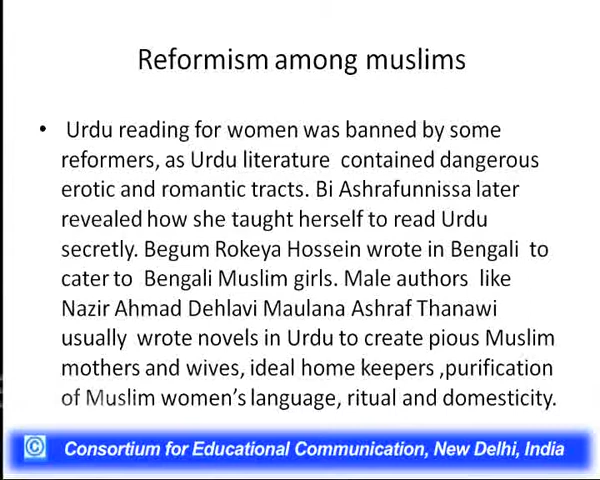 Reformism among muslims
• Urdu reading for women was banned by some
reformers, as Urdu literature contained dangerous
erotic and romantic tracts. Bi Ashrafunnissa later
revealed how she taught herself to read Urdu
secretly. Begum Rokeya Hossein wrote in Bengali to
cater to Bengali Muslim girls. Male authors like
Nazir Ahmad Dehlavi Maulana Ashraf Thanawi
usually wrote novels in Urdu to create pious Muslim
mothers and wives, ideal home keepers ,purification
of Muslim women’s language, ritual and domesticity.
© Consortium for Educational Communication, New Delhi, India